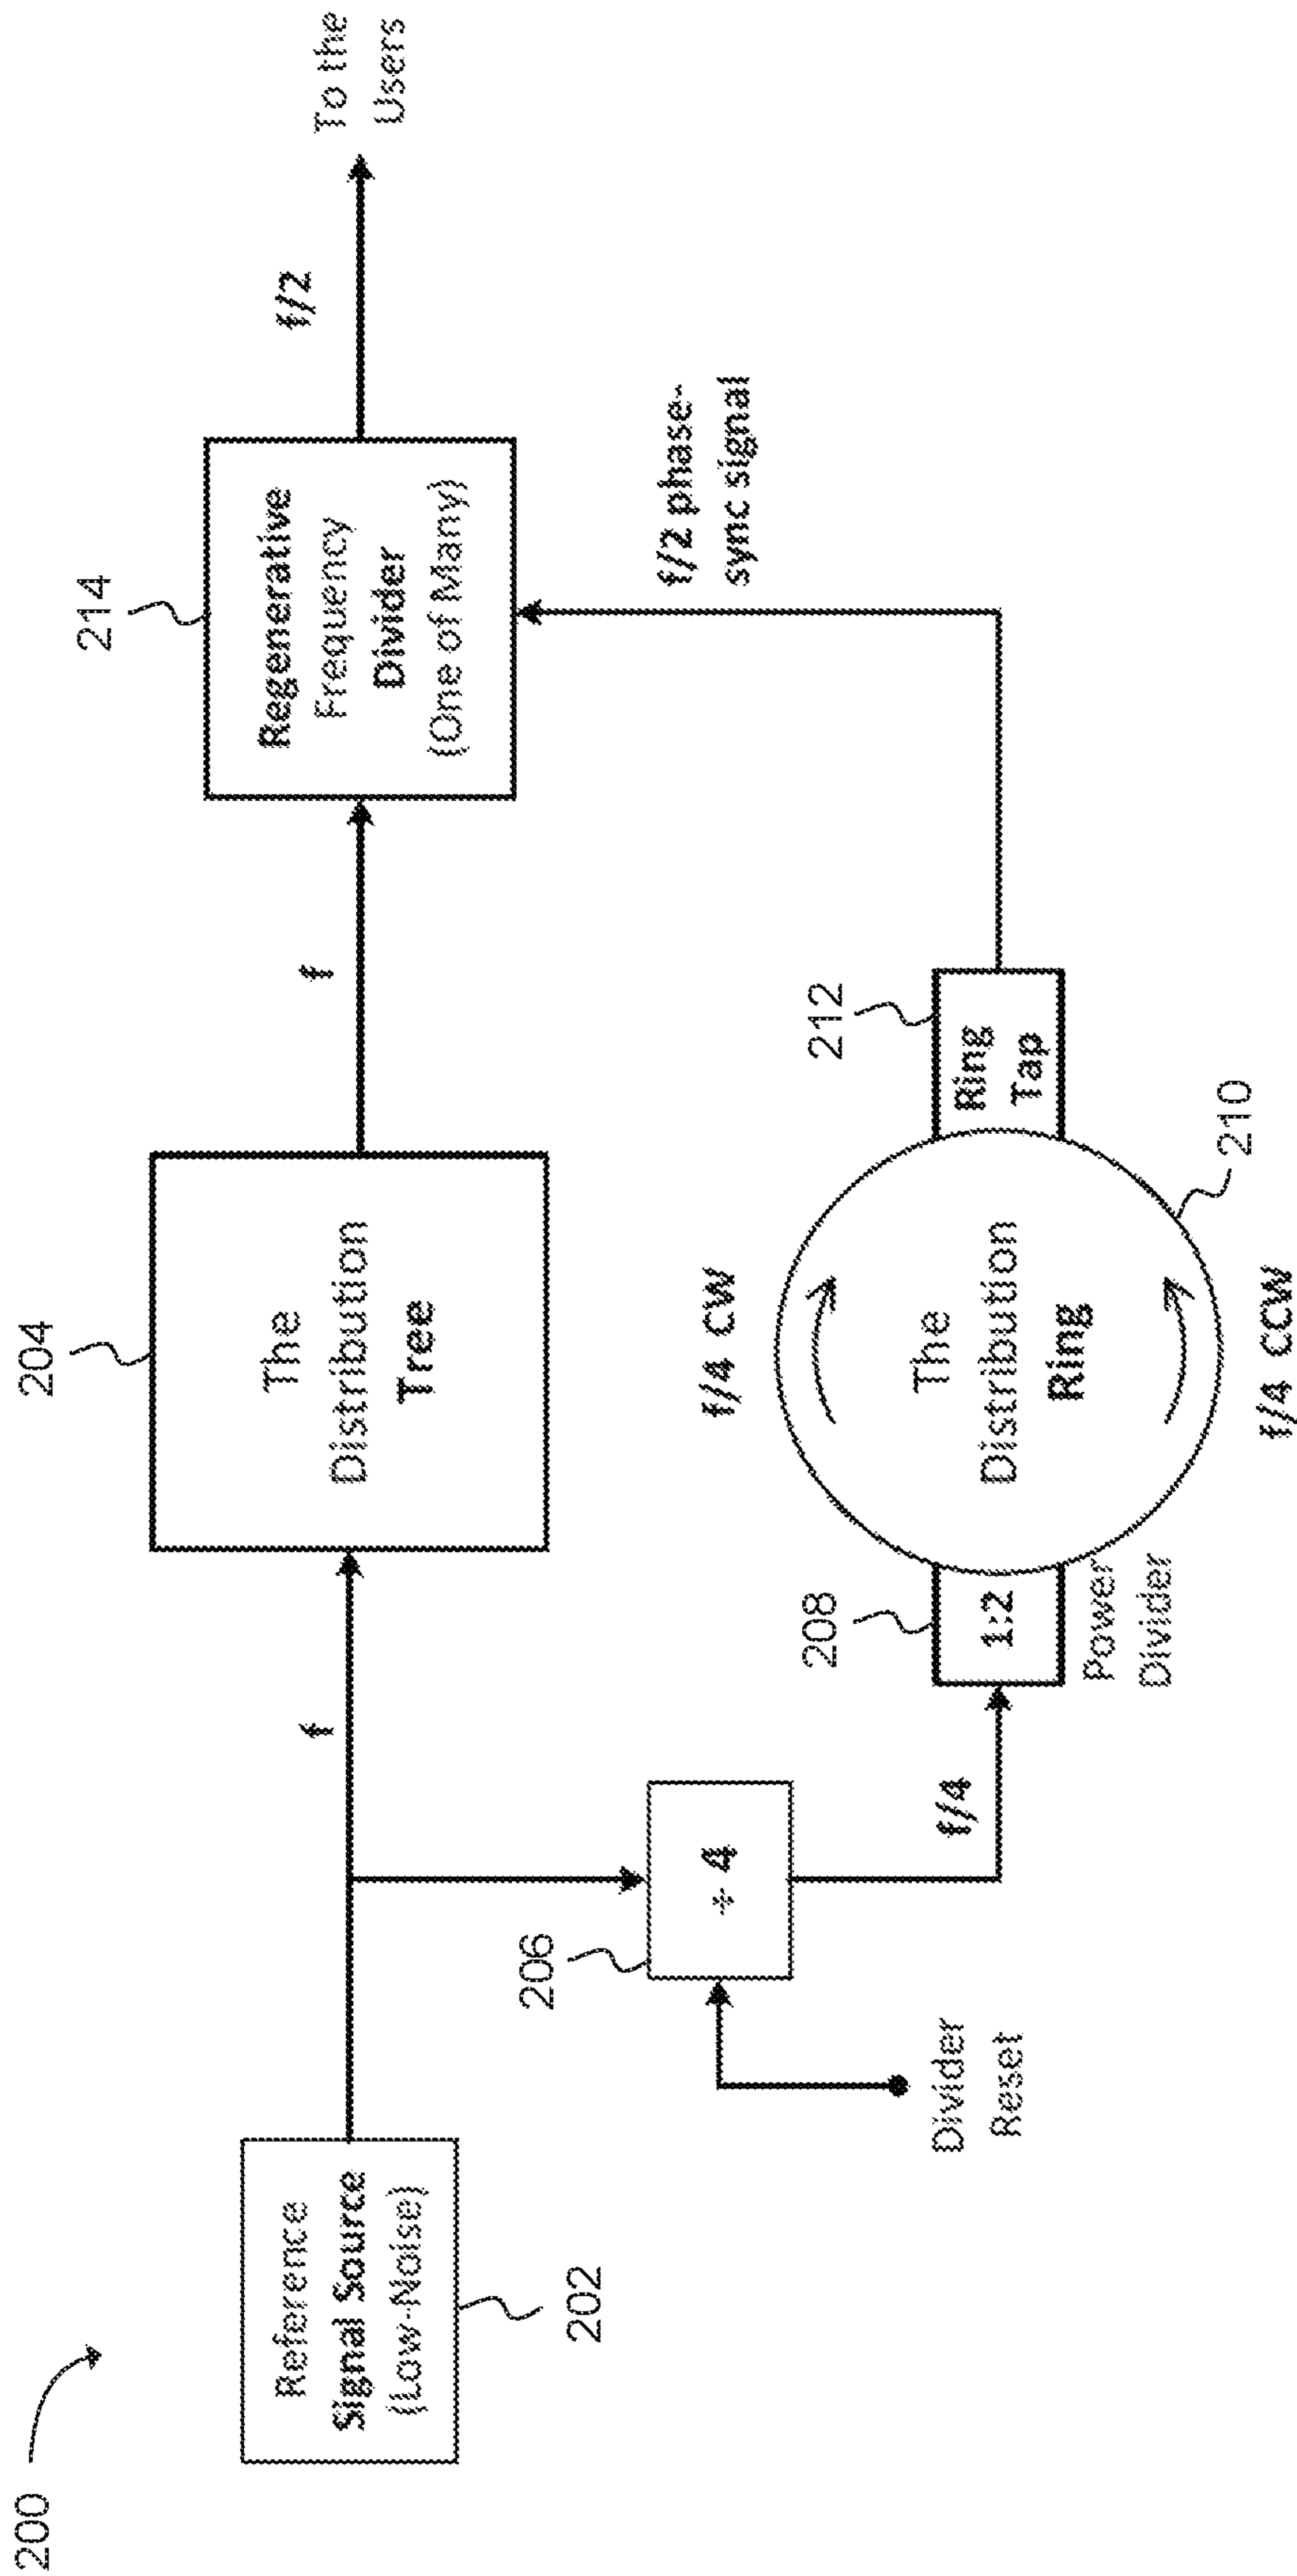 200
Reference
Signal Source
(Low-Noise)
202
f
204
The
Distribution
Tree
f
214
Regenerative
Frequency
Divider
(One of Many)
f/2
To the
Users
206
÷ 4
Divider
Reset
f/4
208
1:2
Power
Divider
f/4 CW
The
Distribution
Ring
f/4 CCW
210
212
Ring
Tap
f/2 phase-
sync signal